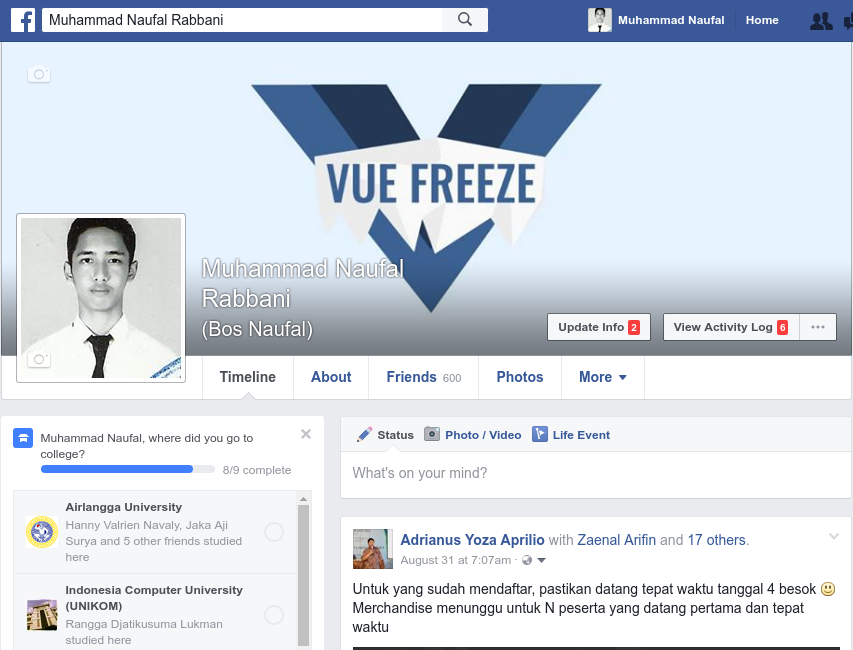 Muhammad Naufal Rabbani
Muhammad Naufal
Home
VUE FREEZE
Muhammad Naufal
Rabbani
(Bos Naufal)
Update Info 2
View Activity Log 6
Timeline
About
Friends 600
Photos
More
Muhammad Naufal, where did you go to
college?
8/9 complete
Airlangga University
Hanny Valrien Navaly, Jaka Aji
Surya and 5 other friends studied
here
Indonesia Computer University
(UNIKOM)
Rangga Djatikusuma Lukman
studied here
Status
Photo / Video
Life Event
What's on your mind?
Adrianus Yoza Aprilio with Zaenal Arifin and 17 others.
August 31 at 7:07am ·
Untuk yang sudah mendaftar, pastikan datang tepat waktu tanggal 4 besok 😃
Merchandise menunggu untuk N peserta yang datang pertama dan tepat
waktu